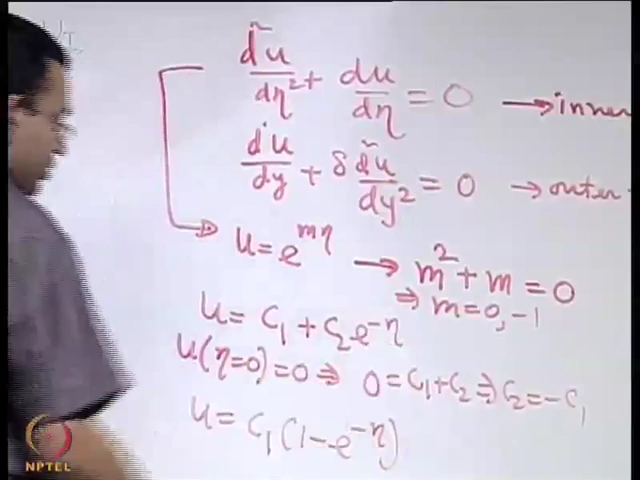 d²u/dη² + du/dη = 0 → inner
du/dy + δ d²u/dy² = 0 → outer
u = e^{mη} → m² + m = 0
⇒ m = 0, -1
u = c₁ + c₂e^{-η}
u(η=0) = 0 ⇒ 0 = c₁ + c₂ ⇒ c₂ = -c₁
u = c₁(1 - e^{-η})
NPTEL